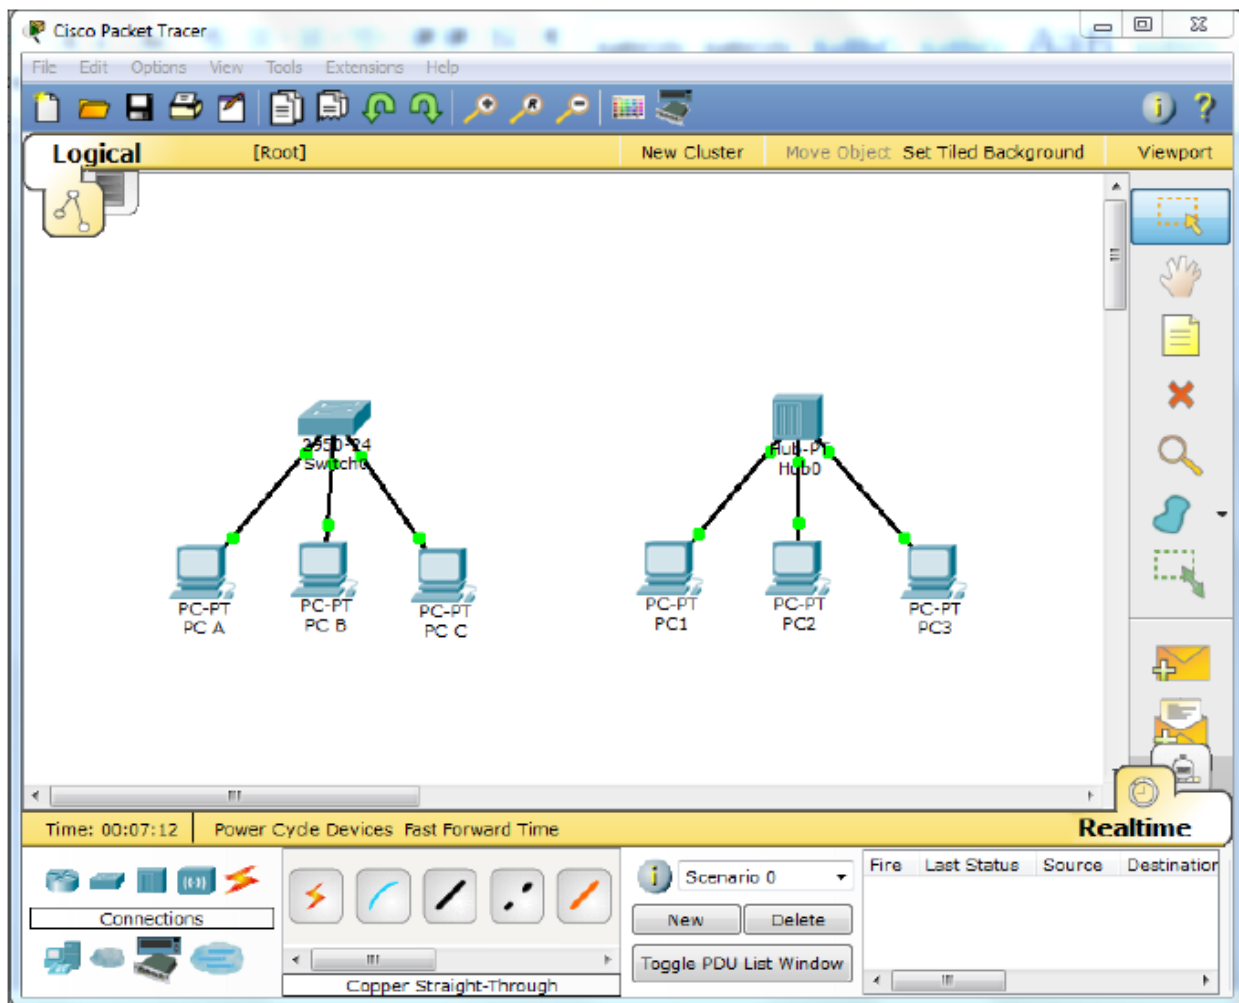 Cisco Packet Tracer
File Edit Options View Tools Extensions Help
Logical [Root] New Cluster Move Object Set Tiled Background Viewport
2950-24
Switch0
Hub-PT
Hub0
PC-PT
PC A
PC-PT
PC B
PC-PT
PC C
PC-PT
PC1
PC-PT
PC2
PC-PT
PC3
Time: 00:07:12 Power Cycle Devices Fast Forward Time Realtime
Connections
Copper Straight-Through
Scenario 0
New Delete
Toggle PDU List Window
Fire Last Status Source Destination